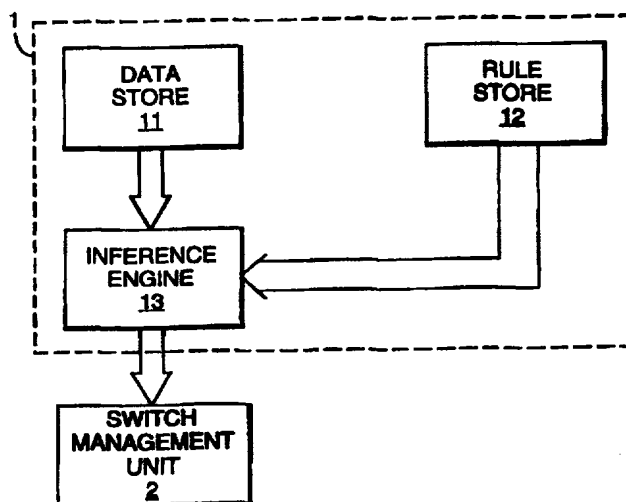 1
DATA
STORE
11
RULE
STORE
12
INFERENCE
ENGINE
13
SWITCH
MANAGEMENT
UNIT
2